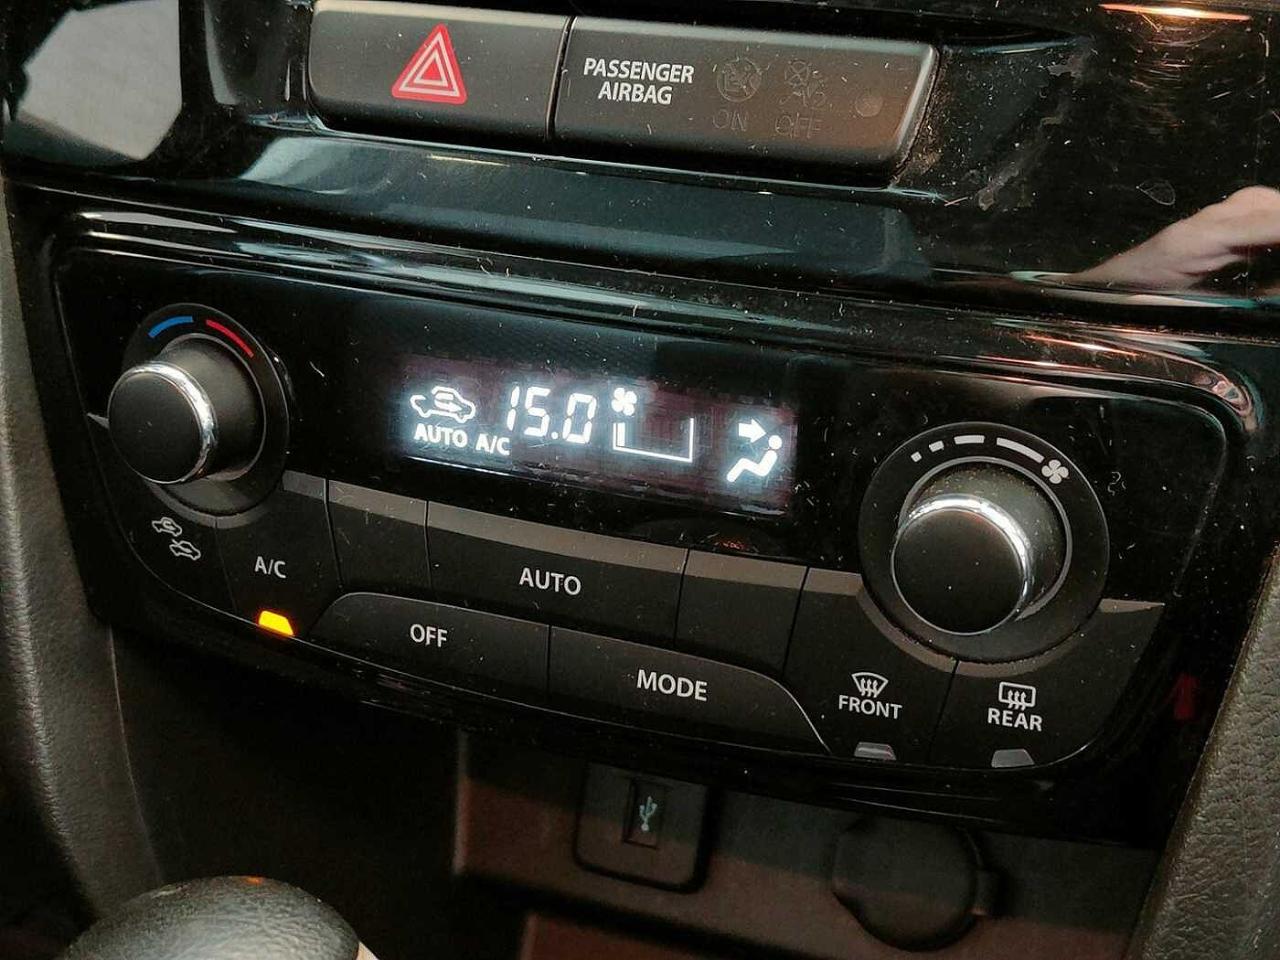 PASSENGER
AIRBAG
ON OFF
15.0
AUTO A/C
A/C
AUTO
OFF
MODE
FRONT
REAR